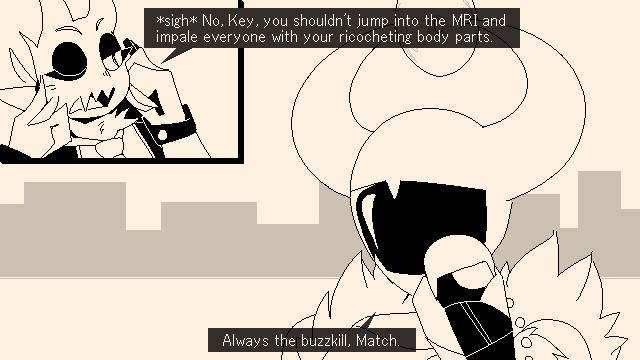 *sigh* No, Key, you shouldn't jump into the MRI and
impale everyone with your ricocheting body parts.
Always the buzzkill, Match.